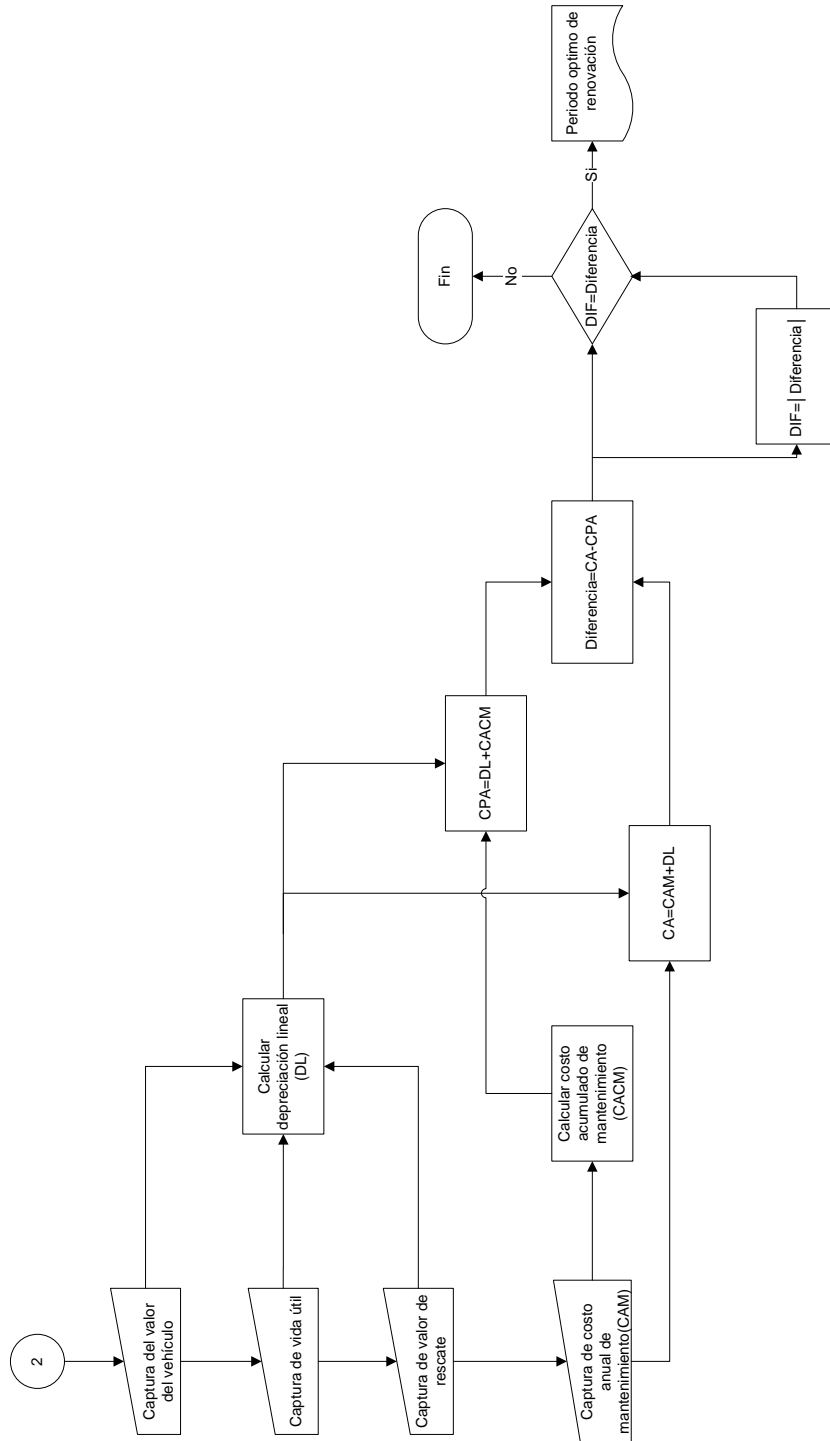 2
Captura del valor
del vehículo
Captura de vida útil
Captura de valor de
rescate
Captura de costo
anual de
mantenimiento(CAM)
Calcular
depreciación lineal
(DL)
Calcular costo
acumulado de
mantenimiento
(CACM)
CPA=DL+CACM
CA=CAM+DL
Diferencia=CA-CPA
DIF=|Diferencia|
DIF=Diferencia
No
Fin
Si
Periodo optimo de
renovación